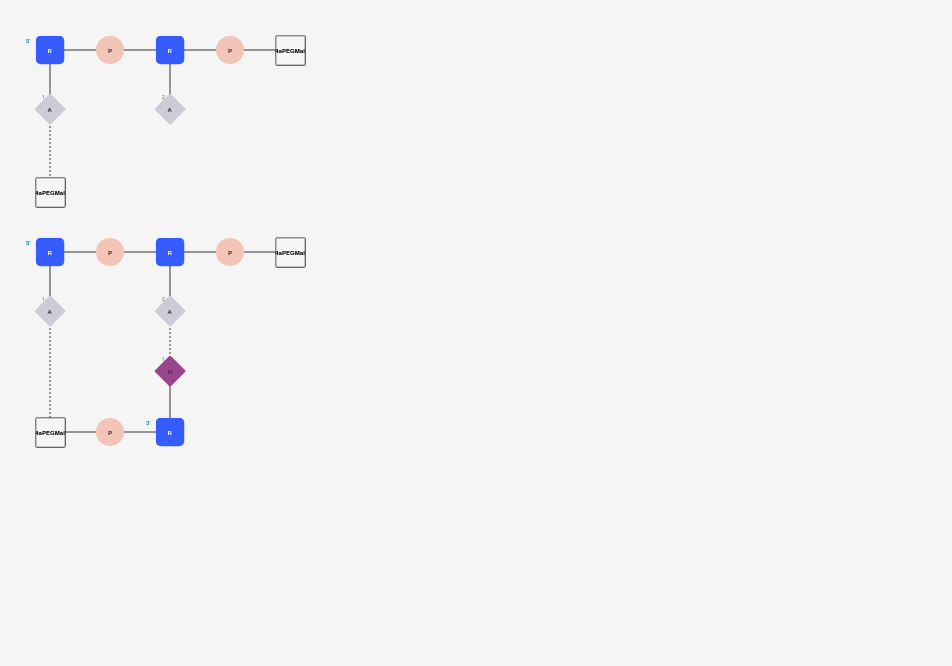 5'
R P R P 4aPEGMal
1 2
A A
4aPEGMal
5'
R P R P 4aPEGMal
1 2
A A
1
U
3'
4aPEGMal P R